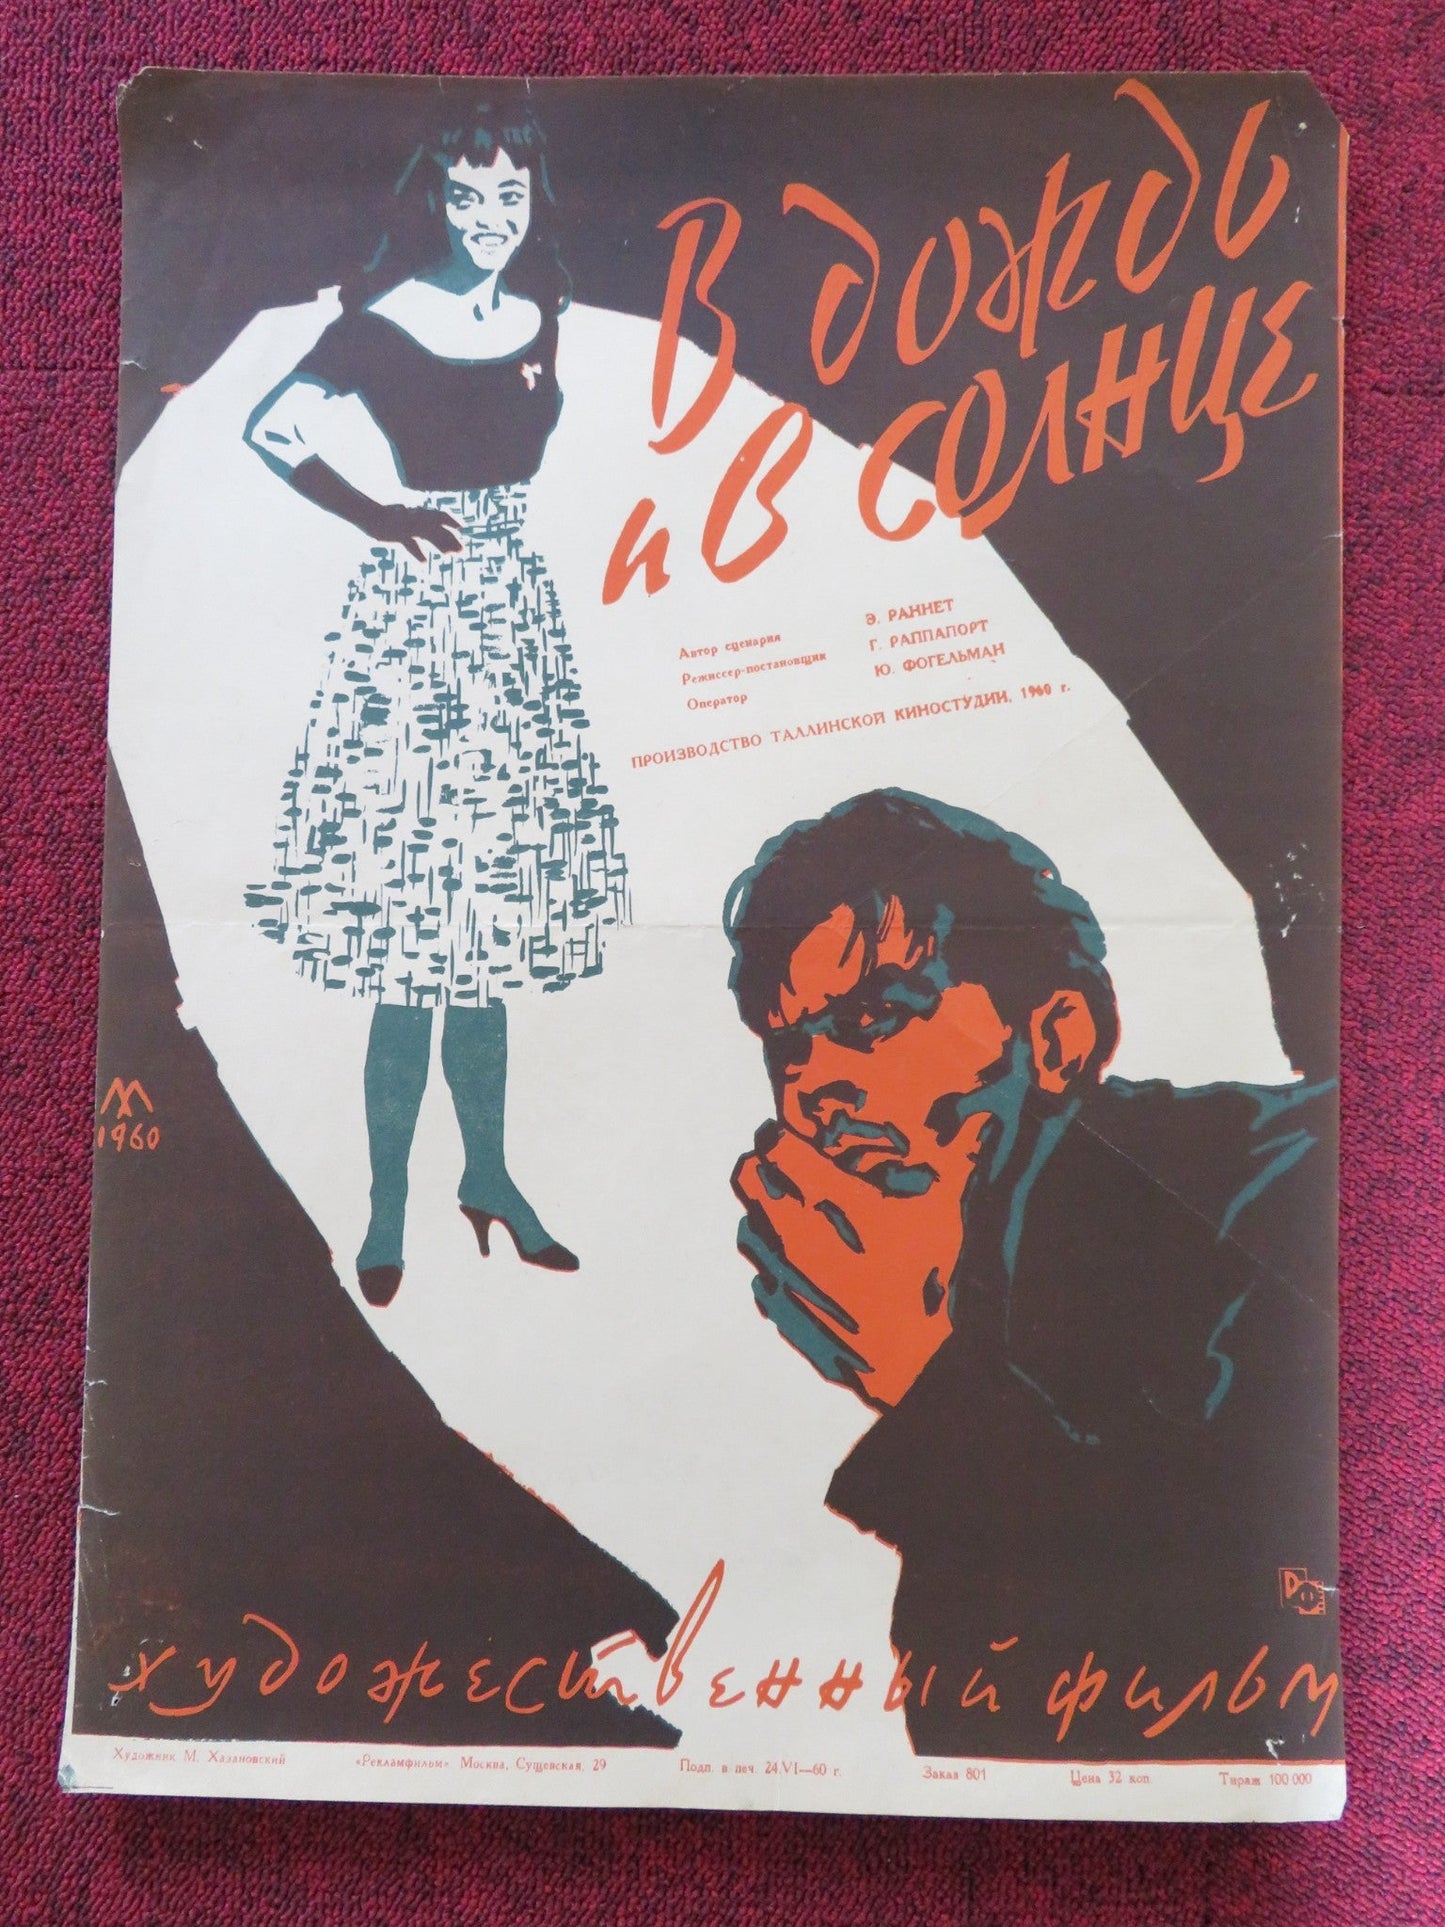 В дождь
и в солнце
Автор сценария Э. РАННЕТ
Режиссер-постановщик Г. РАППАПОРТ
Оператор Ю. ФОГЕЛЬМАН
ПРОИЗВОДСТВО ТАЛЛИНСКОЙ КИНОСТУДИИ, 1960 г.
М
1960
РФ
художественный фильм
Художник М. Хазановский «Рекламфильм» Москва, Сущевская, 29 Подп. в печ. 24.VI—60 г. Заказ 801 Цена 32 коп. Тираж 100 000